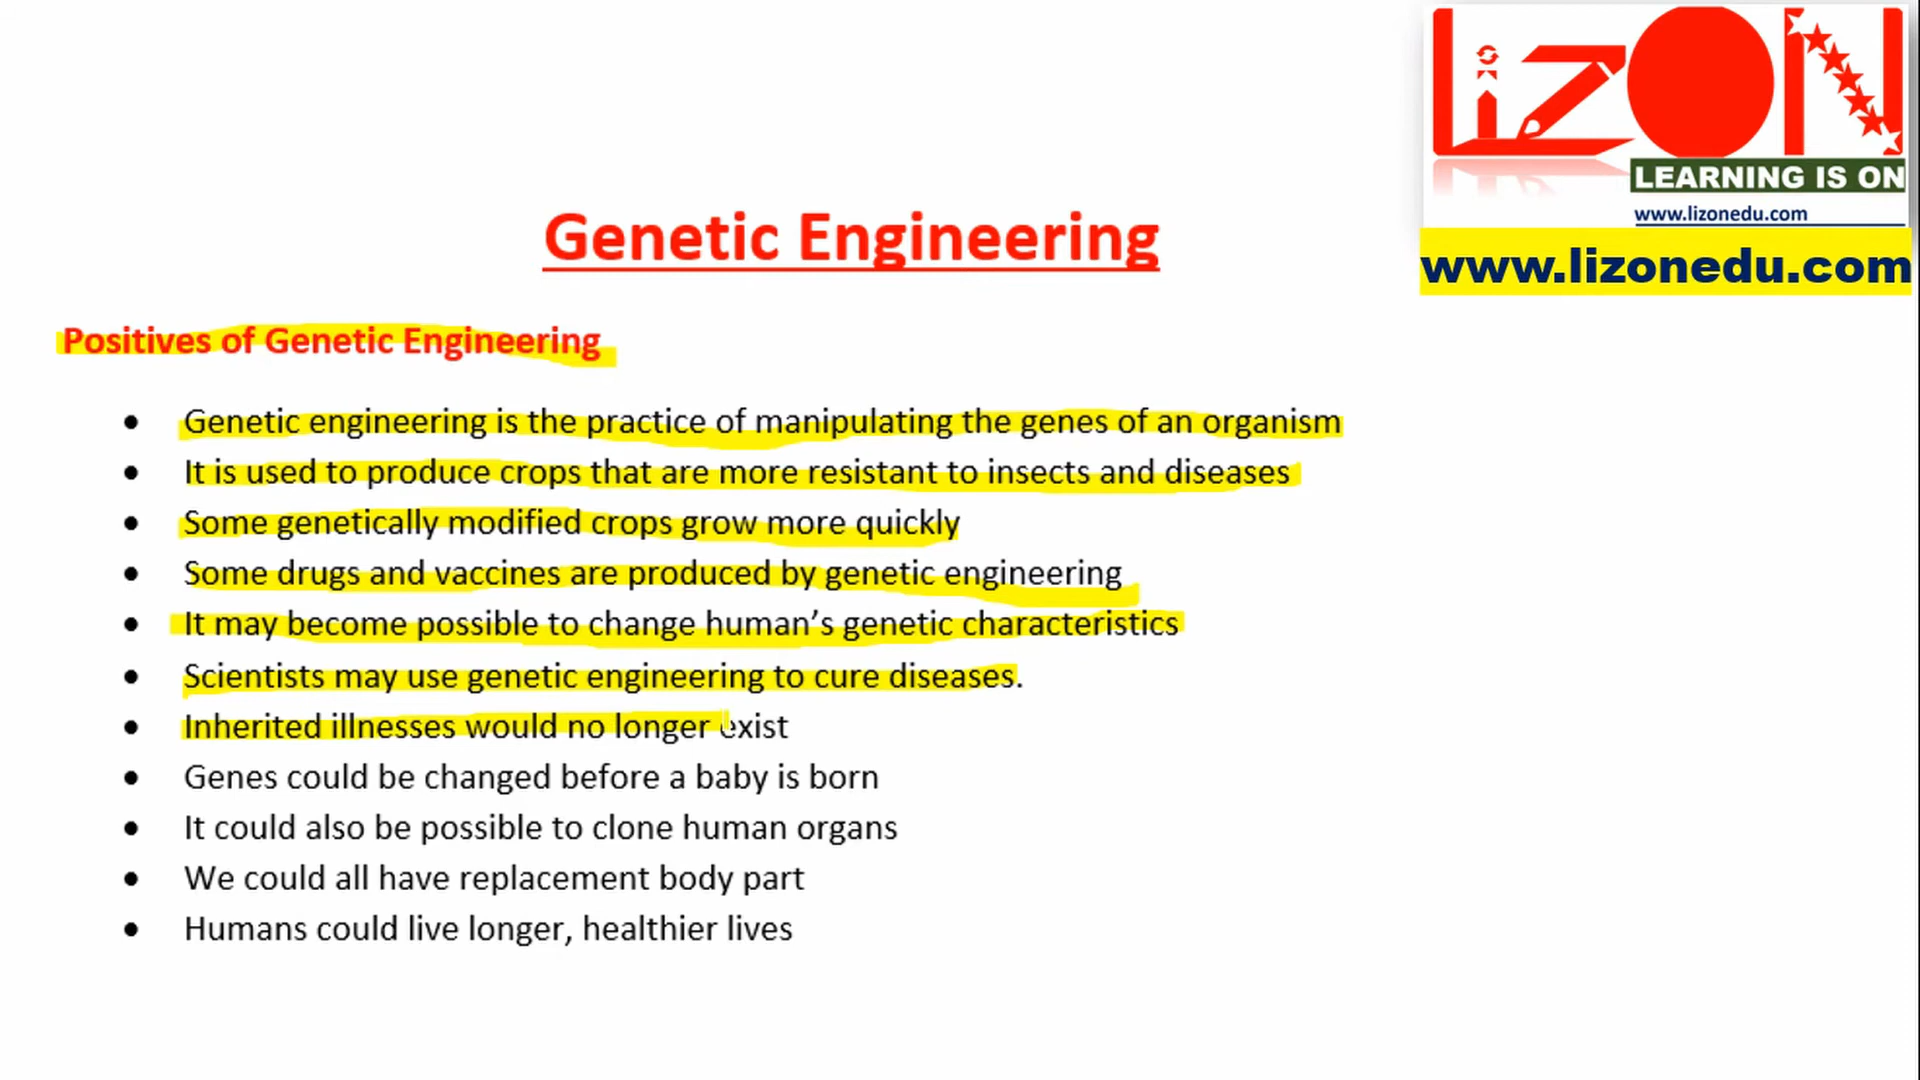 LizON
LEARNING IS ON
www.lizonedu.com
www.lizonedu.com
Genetic Engineering
Positives of Genetic Engineering
• Genetic engineering is the practice of manipulating the genes of an organism
• It is used to produce crops that are more resistant to insects and diseases
• Some genetically modified crops grow more quickly
• Some drugs and vaccines are produced by genetic engineering
• It may become possible to change human’s genetic characteristics
• Scientists may use genetic engineering to cure diseases.
• Inherited illnesses would no longer exist
• Genes could be changed before a baby is born
• It could also be possible to clone human organs
• We could all have replacement body part
• Humans could live longer, healthier lives